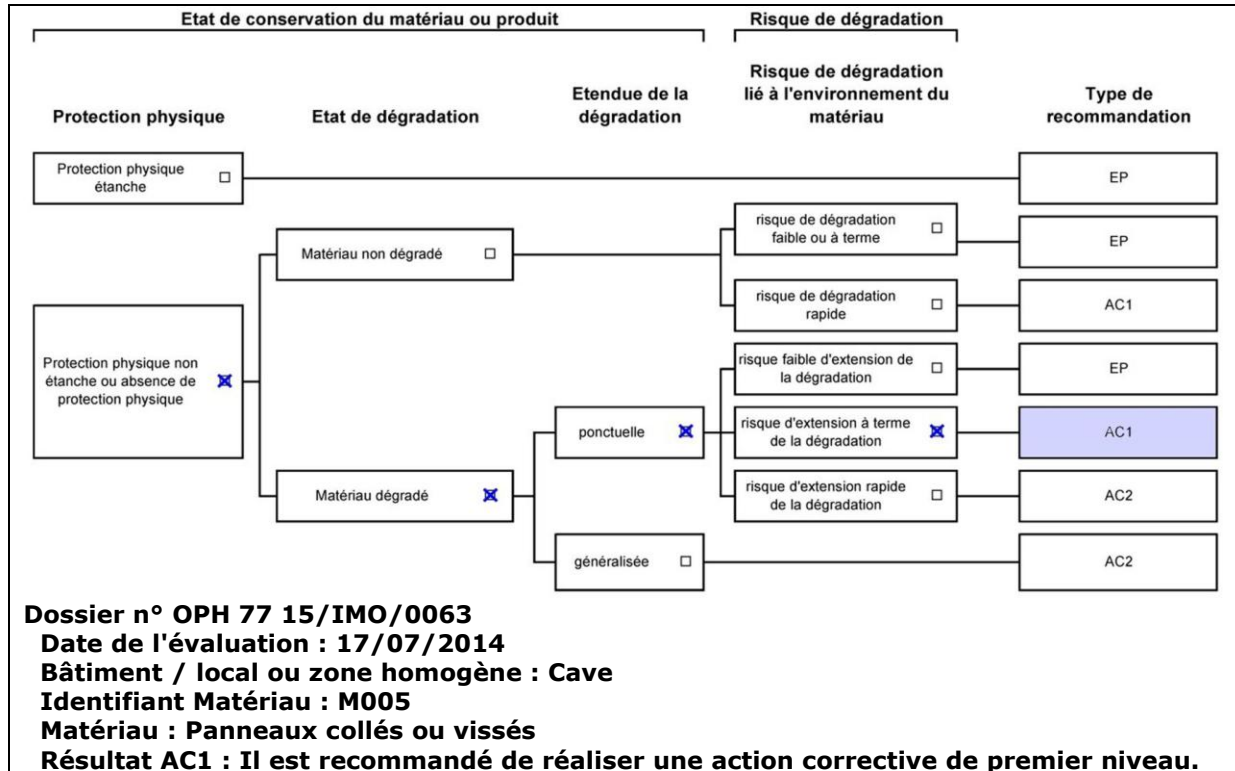 Etat de conservation du matériau ou produit
Risque de dégradation
Protection physique
Etat de dégradation
Etendue de la
dégradation
Risque de dégradation
lié à l'environnement du
matériau
Type de
recommandation
Protection physique
étanche
EP
risque de dégradation
faible ou à terme
EP
Matériau non dégradé
risque de dégradation
rapide
AC1
Protection physique non
étanche ou absence de
protection physique
risque faible d'extension de
la dégradation
EP
ponctuelle
risque d'extension à terme
de la dégradation
AC1
Matériau dégradé
risque d'extension rapide
de la dégradation
AC2
généralisée
AC2
Dossier n° OPH 77 15/IMO/0063
Date de l'évaluation : 17/07/2014
Bâtiment / local ou zone homogène : Cave
Identifiant Matériau : M005
Matériau : Panneaux collés ou vissés
Résultat AC1 : Il est recommandé de réaliser une action corrective de premier niveau.